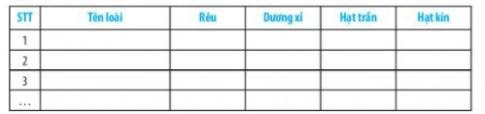 STT Tên loài Rêu Dương xỉ Hạt trần Hạt kín
1
2
3
...